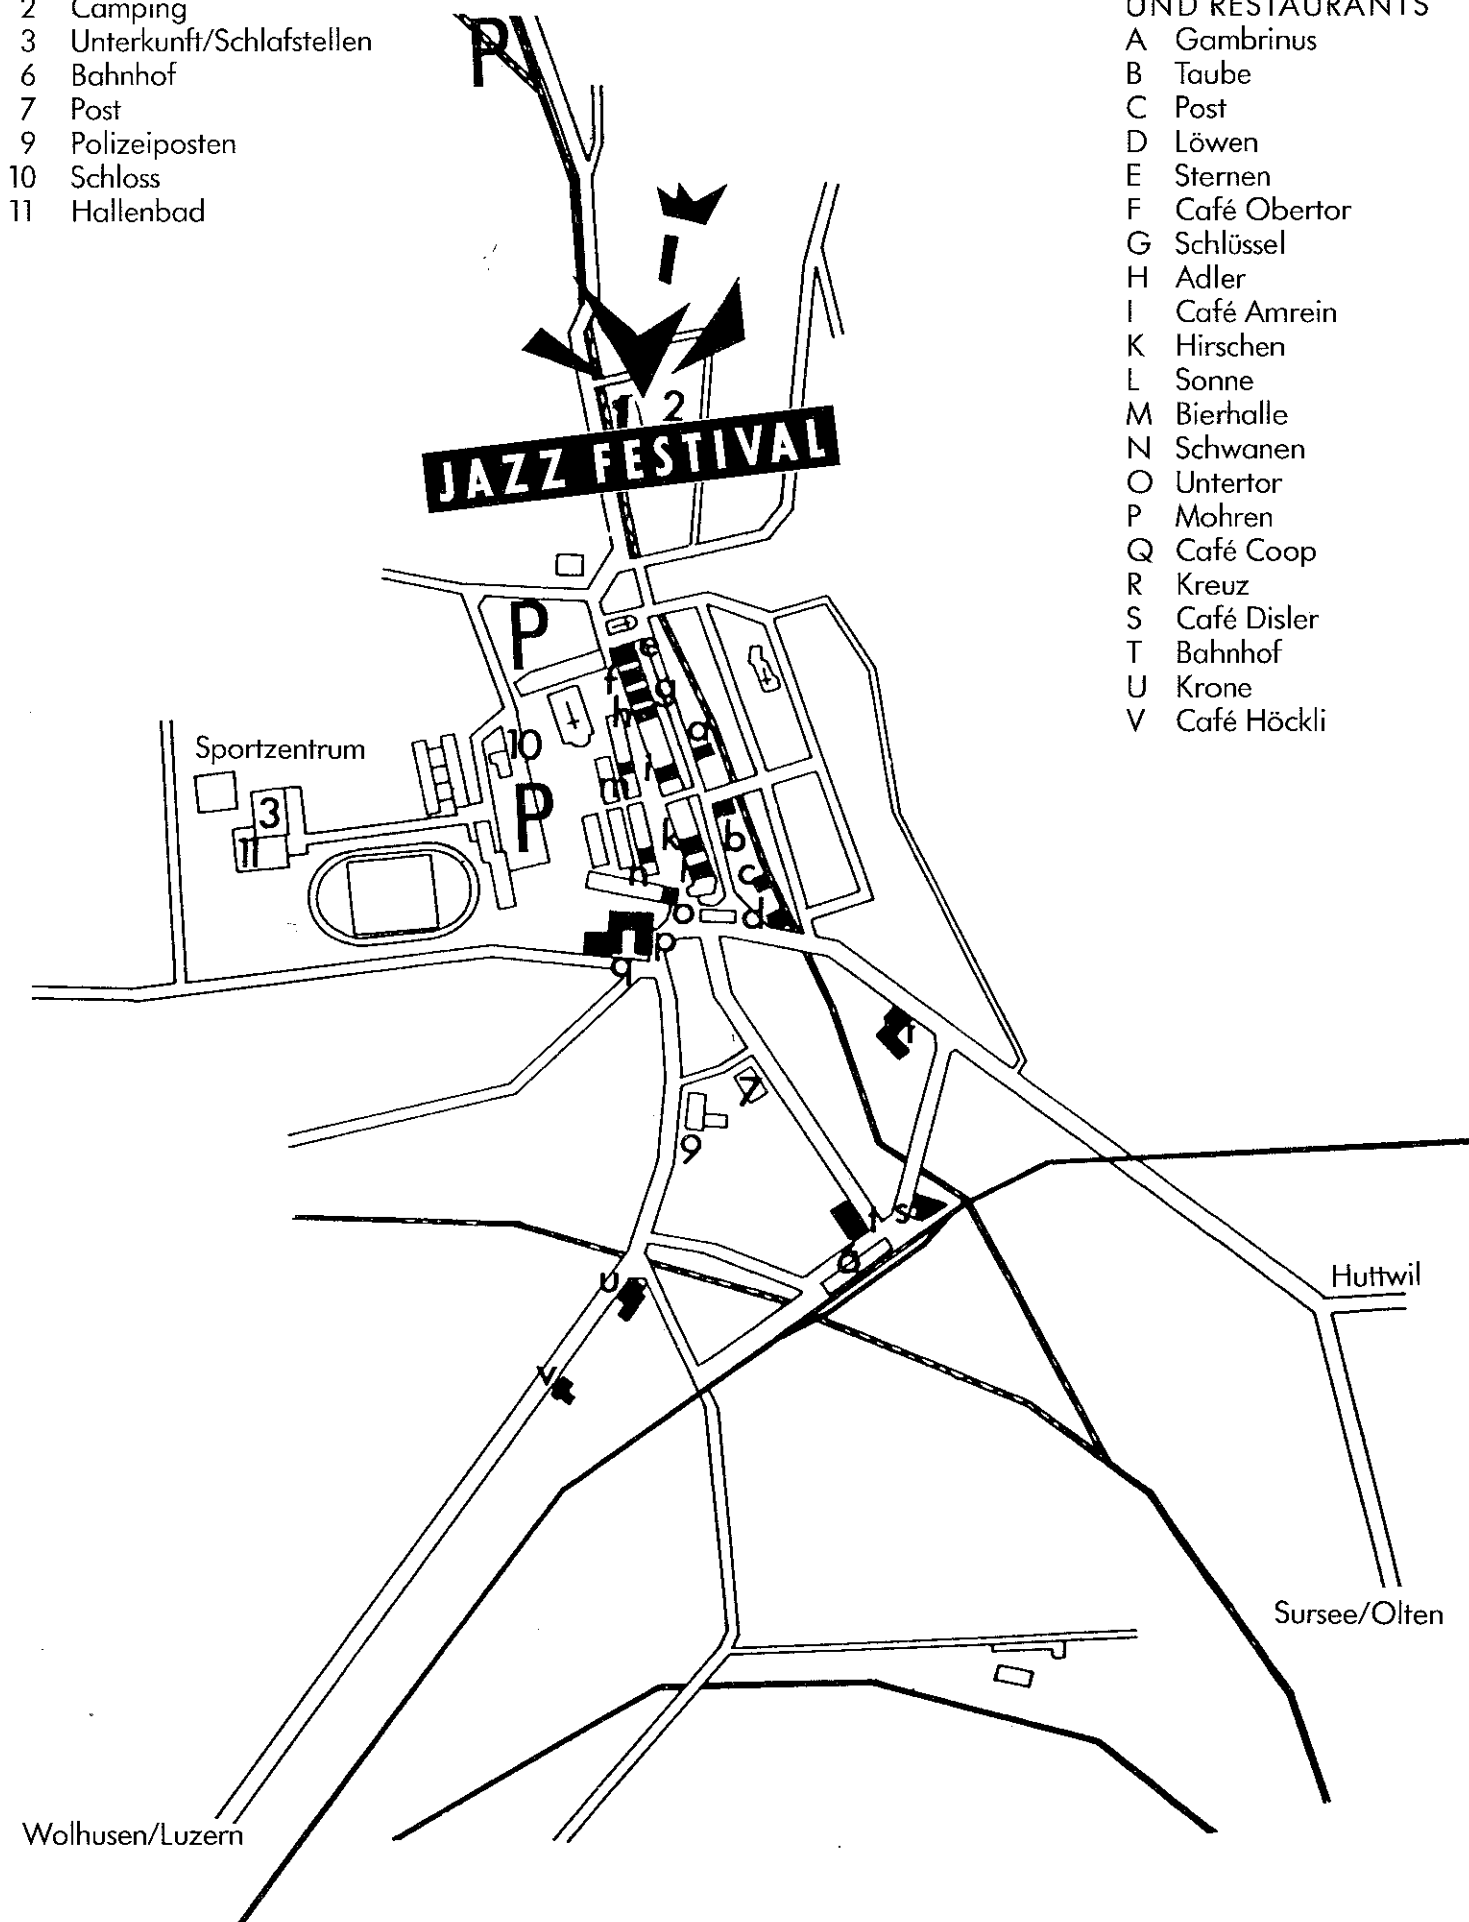 2 Camping
3 Unterkunft/Schlafstellen
6 Bahnhof
7 Post
9 Polizeiposten
10 Schloss
11 Hallenbad
UND RESTAURANTS
A Gambrinus
B Taube
C Post
D Löwen
E Sternen
F Café Obertor
G Schlüssel
H Adler
I Café Amrein
K Hirschen
L Sonne
M Bierhalle
N Schwanen
O Untertor
P Mohren
Q Café Coop
R Kreuz
S Café Disler
T Bahnhof
U Krone
V Café Höckli
P
1 2
JAZZ FESTIVAL
P
e
f
g
h
a
10
i
m
Sportzentrum
3
11
P
k
b
l
c
n
o
d
p
q
r
7
9
t
s
6
u
v
Huttwil
Sursee/Olten
Wolhusen/Luzern